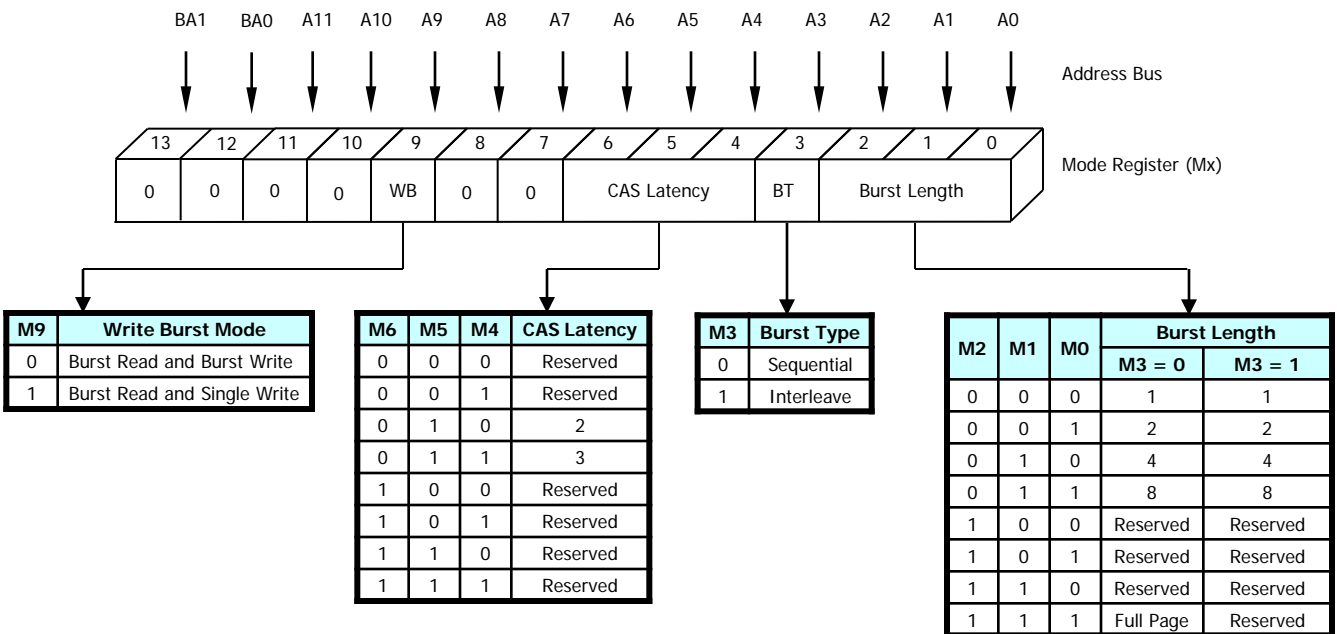 BA1 BA0 A11 A10 A9 A8 A7 A6 A5 A4 A3 A2 A1 A0
Address Bus
13 12 11 10 9 8 7 6 5 4 3 2 1 0
Mode Register (Mx)
0 0 0 0 WB 0 0 CAS Latency BT Burst Length
M9 Write Burst Mode
0 Burst Read and Burst Write
1 Burst Read and Single Write
M6 M5 M4 CAS Latency
0 0 0 Reserved
0 0 1 Reserved
0 1 0 2
0 1 1 3
1 0 0 Reserved
1 0 1 Reserved
1 1 0 Reserved
1 1 1 Reserved
M3 Burst Type
0 Sequential
1 Interleave
M2 M1 M0 Burst Length
M3 = 0 M3 = 1
0 0 0 1 1
0 0 1 2 2
0 1 0 4 4
0 1 1 8 8
1 0 0 Reserved Reserved
1 0 1 Reserved Reserved
1 1 0 Reserved Reserved
1 1 1 Full Page Reserved